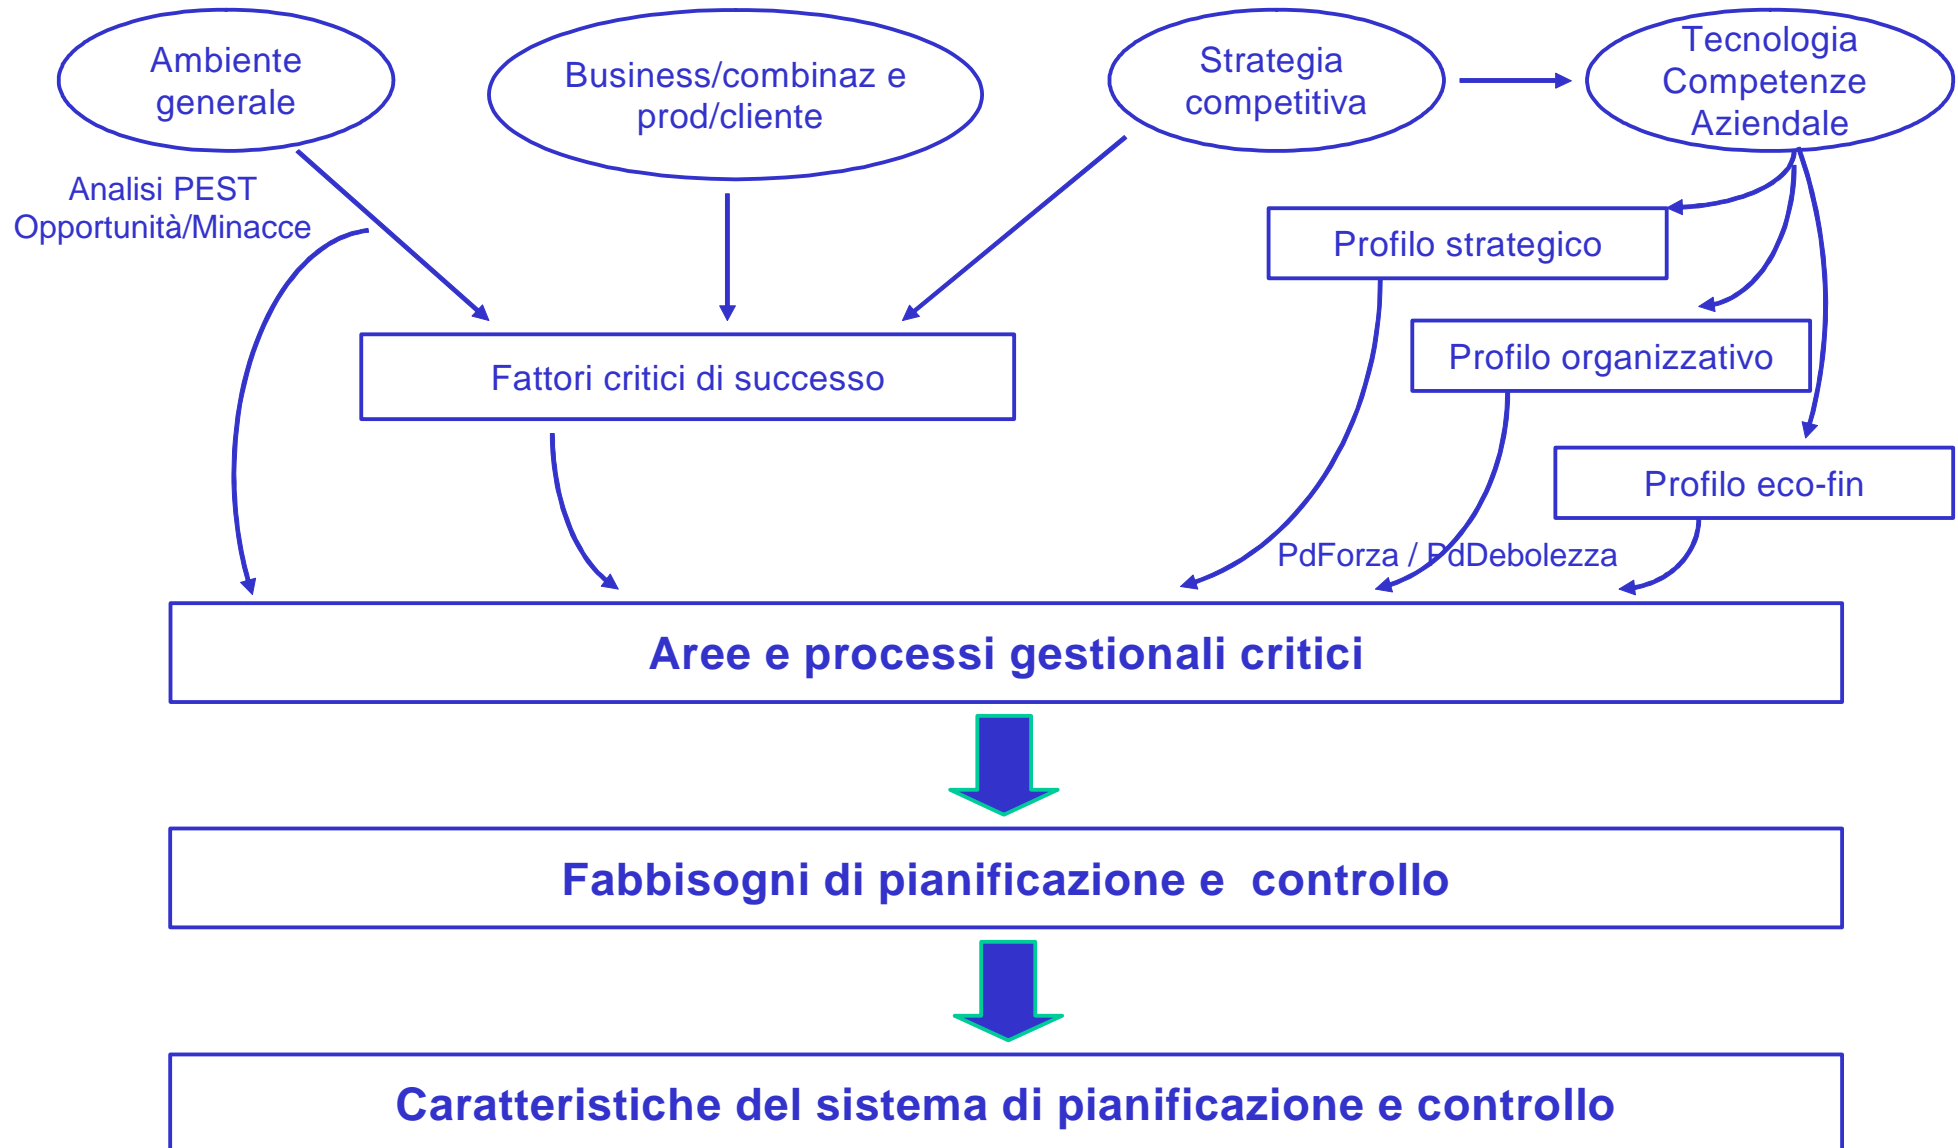 Ambiente
generale
Business/combinaz e
prod/cliente
Strategia
competitiva
Tecnologia
Competenze
Aziendale
Analisi PEST
Opportunità/Minacce
Profilo strategico
Fattori critici di successo
Profilo organizzativo
Profilo eco-fin
PdForza / PdDebolezza
Aree e processi gestionali critici
Fabbisogni di pianificazione e controllo
Caratteristiche del sistema di pianificazione e controllo